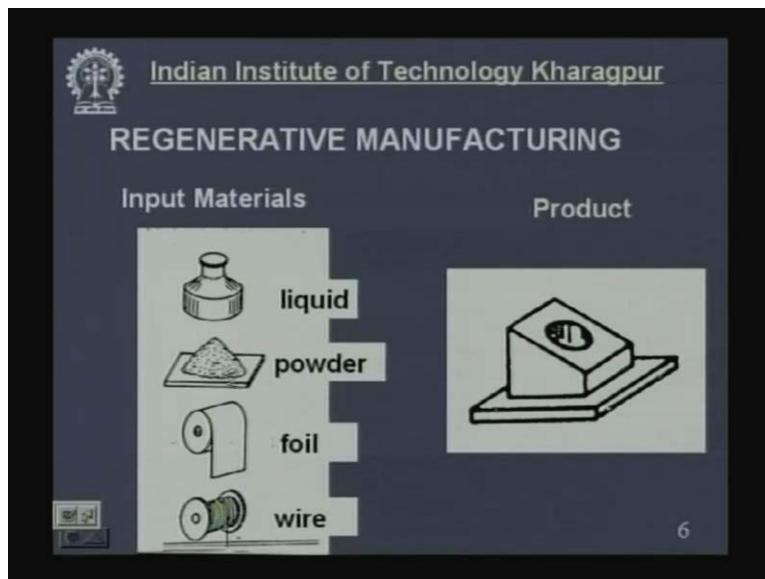 Indian Institute of Technology Kharagpur
REGENERATIVE MANUFACTURING
Input Materials
Product
liquid
powder
foil
wire
6